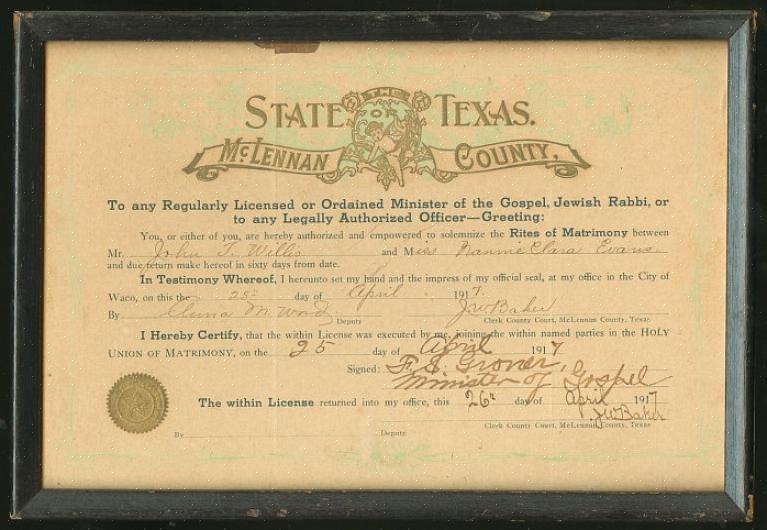 THE
STATE OF TEXAS.
McLENNAN COUNTY,
To any Regularly Licensed or Ordained Minister of the Gospel, Jewish Rabbi, or
to any Legally Authorized Officer—Greeting:
You, or either of you, are hereby authorized and empowered to solemnize the Rites of Matrimony between
Mr. John T. Willis and Miss Nannie Clara Evans
and due return make hereof in sixty days from date.
In Testimony Whereof, I hereunto set my hand and the impress of my official seal, at my office in the City of
Waco, on this the 25 day of April 1917.
By Anna M. Wood J.W. Baker
Deputy Clerk County Court, McLennan County, Texas
I Hereby Certify, that the within License was executed by me, joining the within named parties in the HOLY
UNION OF MATRIMONY, on the 25 day of April 1917
Signed: F. S. Groner,
Minister of Gospel
The within License returned into my office, this 26 day of April 1917
J.W. Baker
Clerk County Court, McLennan County, Texas
By Deputy